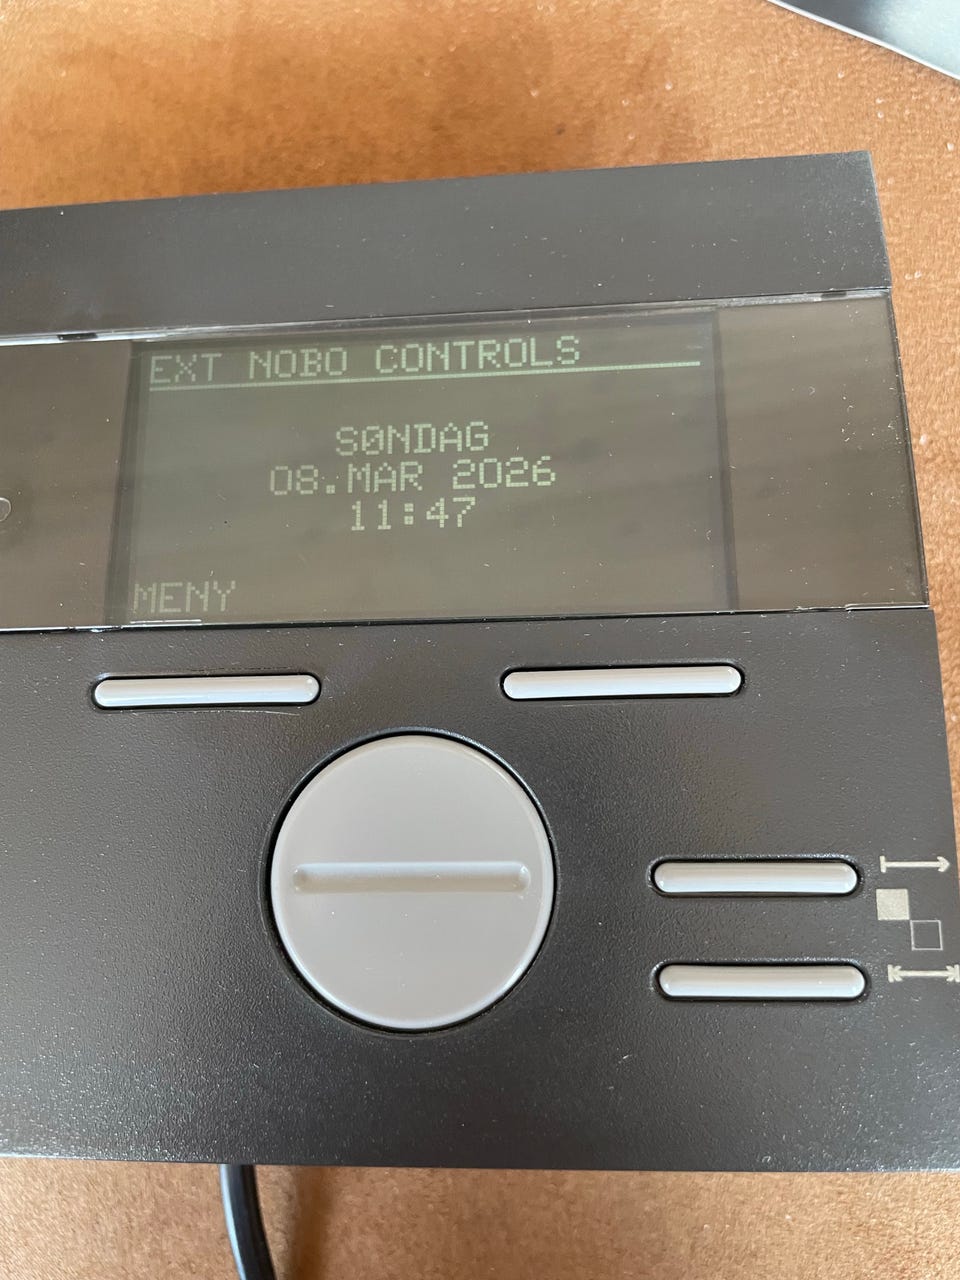 EXT NOBO CONTROLS
SØNDAG
08.MAR 2026
11:47
MENY